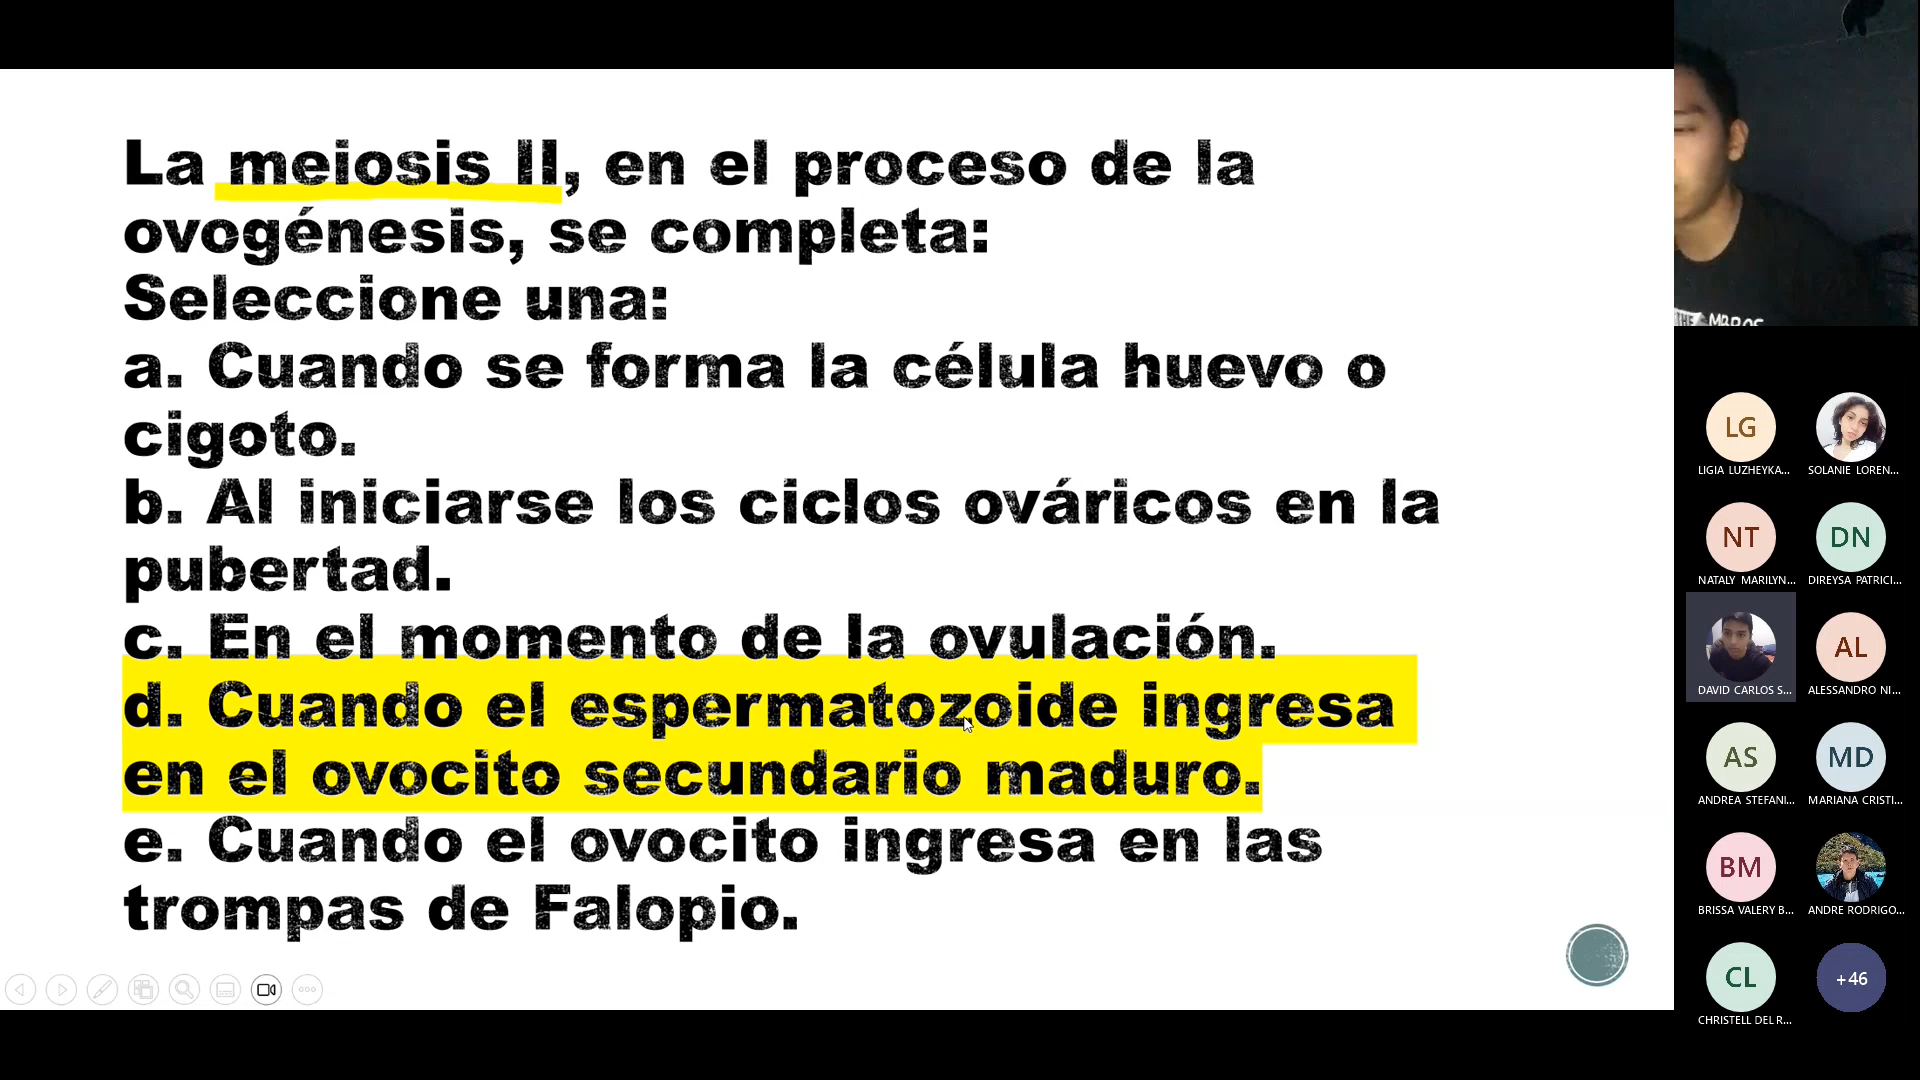 La meiosis II, en el proceso de la
ovogénesis, se completa:
Seleccione una:
a. Cuando se forma la célula huevo o
cigoto.
b. Al iniciarse los ciclos ováricos en la
pubertad.
c. En el momento de la ovulación.
d. Cuando el espermatozoide ingresa
en el ovocito secundario maduro.
e. Cuando el ovocito ingresa en las
trompas de Falopio.
THE
LG
LIGIA LUZHEYKA...
SOLANIE LOREN...
NT
DN
NATALY MARILYN...
DIREYSA PATRICI...
AL
DAVID CARLOS S...
ALESSANDRO NI...
AS
MD
ANDREA STEFANI...
MARIANA CRISTI...
BM
BRISSA VALERY B...
ANDRE RODRIGO...
CL
+46
CHRISTELL DEL R...